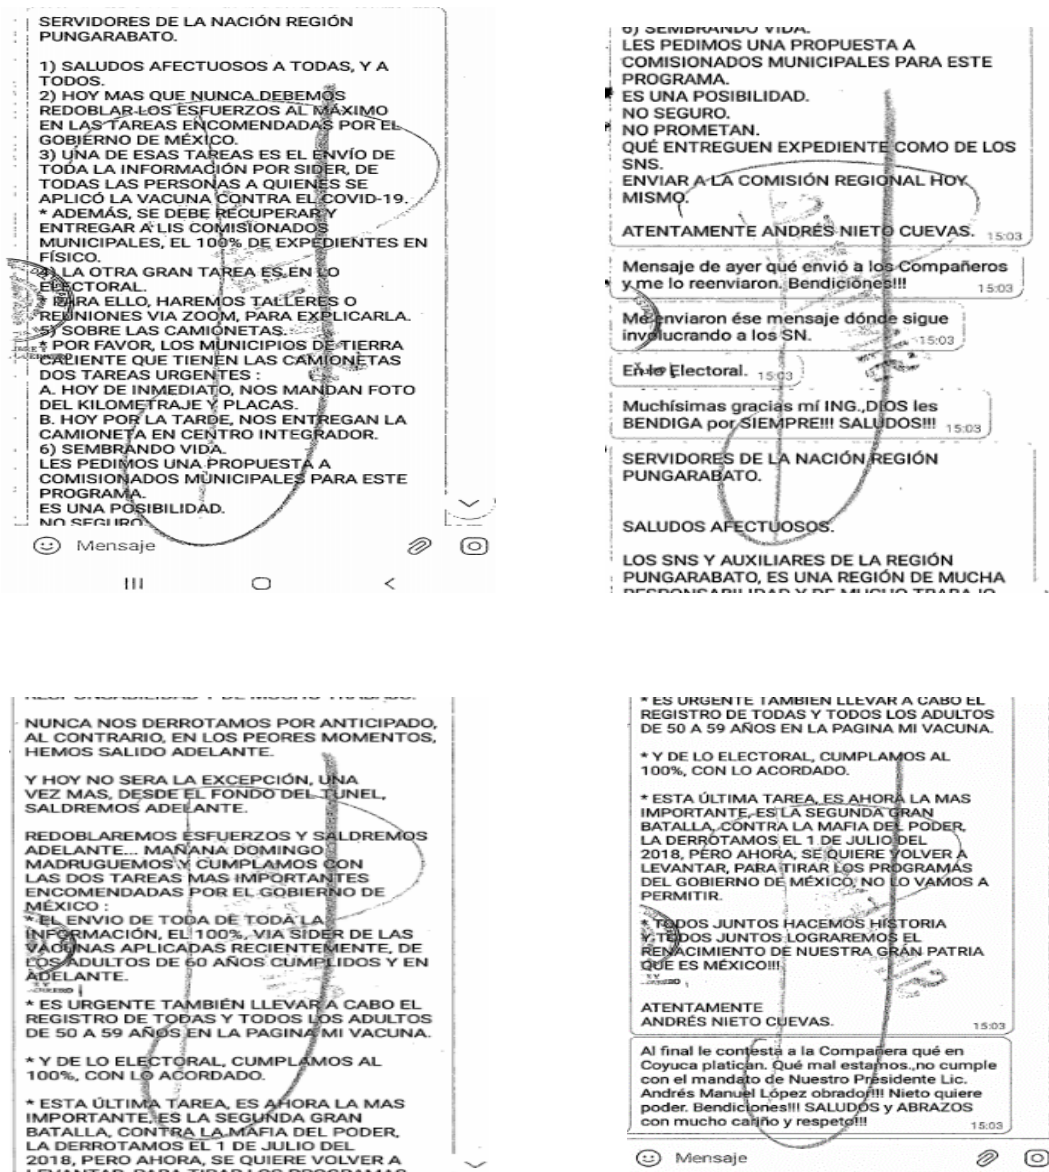 SERVIDORES DE LA NACIÓN REGIÓN
PUNGARABATO.
1) SALUDOS AFECTUOSOS A TODAS, Y A
TODOS.
2) HOY MAS QUE NUNCA DEBEMOS
REDOBLAR LOS ESFUERZOS AL MÁXIMO
EN LAS TAREAS ENCOMENDADAS POR EL
GOBIERNO DE MÉXICO.
3) UNA DE ESAS TAREAS ES EL ENVÍO DE
TODA LA INFORMACIÓN POR SIDER, DE
TODAS LAS PERSONAS A QUIENES SE
APLICÓ LA VACUNA CONTRA EL COVID-19.
* ADEMÁS, SE DEBE RECUPERAR Y
ENTREGAR A LIS COMISIONADOS
MUNICIPALES, EL 100% DE EXPEDIENTES EN
FÍSICO.
4) LA OTRA GRAN TAREA ES EN LO
ELECTORAL.
* PARA ELLO, HAREMOS TALLERES O
REUNIONES VIA ZOOM, PARA EXPLICARLA.
5) SOBRE LAS CAMIONETAS.
* POR FAVOR, LOS MUNICIPIOS DE TIERRA
CALIENTE QUE TIENEN LAS CAMIONETAS
DOS TAREAS URGENTES :
A. HOY DE INMEDIATO, NOS MANDAN FOTO
DEL KILOMETRAJE Y PLACAS.
B. HOY POR LA TARDE, NOS ENTREGAN LA
CAMIONETA EN CENTRO INTEGRADOR.
6) SEMBRANDO VIDA.
LES PEDIMOS UNA PROPUESTA A
COMISIONADOS MUNICIPALES PARA ESTE
PROGRAMA.
ES UNA POSIBILIDAD.
NO SEGURO
Mensaje
6) SEMBRANDO VIDA.
LES PEDIMOS UNA PROPUESTA A
COMISIONADOS MUNICIPALES PARA ESTE
PROGRAMA.
ES UNA POSIBILIDAD.
NO SEGURO.
NO PROMETAN.
QUÉ ENTREGUEN EXPEDIENTE COMO DE LOS
SNS.
ENVIAR A LA COMISIÓN REGIONAL HOY
MISMO.
ATENTAMENTE ANDRÉS NIETO CUEVAS. 15:03
Mensaje de ayer qué envió a los Compañeros
y me lo reenviaron. Bendiciones!!! 15:03
Me enviaron ése mensaje dónde sigue
involucrando a los SN. 15:03
En lo Electoral. 15:03
Muchísimas gracias mí ING.,DIOS les
BENDIGA por SIEMPRE!!! SALUDOS!!! 15:03
SERVIDORES DE LA NACIÓN REGIÓN
PUNGARABATO.
SALUDOS AFECTUOSOS.
LOS SNS Y AUXILIARES DE LA REGIÓN
PUNGARABATO, ES UNA REGIÓN DE MUCHA
RESPONSABILIDAD Y DE MUCHO TRABAJO
RESPONSABILIDAD Y DE MUCHO TRABAJO.
NUNCA NOS DERROTAMOS POR ANTICIPADO,
AL CONTRARIO, EN LOS PEORES MOMENTOS,
HEMOS SALIDO ADELANTE.
Y HOY NO SERA LA EXCEPCIÓN, UNA
VEZ MAS, DESDE EL FONDO DEL TUNEL,
SALDREMOS ADELANTE.
REDOBLAREMOS ESFUERZOS Y SALDREMOS
ADELANTE... MAÑANA DOMINGO
MADRUGUEMOS Y CUMPLAMOS CON
LAS DOS TAREAS MAS IMPORTANTES
ENCOMENDADAS POR EL GOBIERNO DE
MÉXICO :
* EL ENVIO DE TODA DE TODA LA
INFORMACIÓN, EL 100%, VIA SIDER DE LAS
VACUNAS APLICADAS RECIENTEMENTE, DE
LOS ADULTOS DE 60 AÑOS CUMPLIDOS Y EN
ADELANTE.
* ES URGENTE TAMBIÉN LLEVAR A CABO EL
REGISTRO DE TODAS Y TODOS LOS ADULTOS
DE 50 A 59 AÑOS EN LA PAGINA MI VACUNA.
* Y DE LO ELECTORAL, CUMPLAMOS AL
100%, CON LO ACORDADO.
* ESTA ÚLTIMA TAREA, ES AHORA LA MAS
IMPORTANTE, ES LA SEGUNDA GRAN
BATALLA, CONTRA LA MAFIA DEL PODER,
LA DERROTAMOS EL 1 DE JULIO DEL
2018, PERO AHORA, SE QUIERE VOLVER A
LEVANTAR, PARA TIRAR LOS PROGRAMAS
* ES URGENTE TAMBIÉN LLEVAR A CABO EL
REGISTRO DE TODAS Y TODOS LOS ADULTOS
DE 50 A 59 AÑOS EN LA PAGINA MI VACUNA.
* Y DE LO ELECTORAL, CUMPLAMOS AL
100%, CON LO ACORDADO.
* ESTA ÚLTIMA TAREA, ES AHORA LA MAS
IMPORTANTE, ES LA SEGUNDA GRAN
BATALLA, CONTRA LA MAFIA DEL PODER,
LA DERROTAMOS EL 1 DE JULIO DEL
2018, PERO AHORA, SE QUIERE VOLVER A
LEVANTAR, PARA TIRAR LOS PROGRAMAS
DEL GOBIERNO DE MÉXICO, NO LO VAMOS A
PERMITIR.
* TODOS JUNTOS HACEMOS HISTORIA
Y TODOS JUNTOS LOGRAREMOS EL
RENACIMIENTO DE NUESTRA GRAN PATRIA
QUE ES MÉXICO!!!
ATENTAMENTE
ANDRÉS NIETO CUEVAS. 15:03
Al final le contesta a la Compañera qué en
Coyuca platican. Qué mal estamos.,no cumple
con el mandato de Nuestro Presidente Lic.
Andrés Manuel López obrador!!! Nieto quiere
poder. Bendiciones!!! SALUDOS y ABRAZOS
con mucho cariño y respeto!!! 15:03
Mensaje